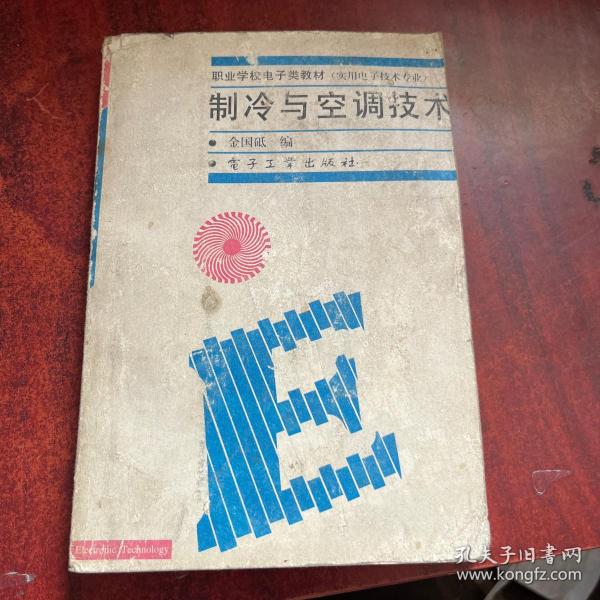 职业学校电子类教材（实用电子技术专业）
制冷与空调技术
• 金国砥 编
• 电子工業出版社
E
Electronic Technology
孔夫子旧書网
www.kongfz.com